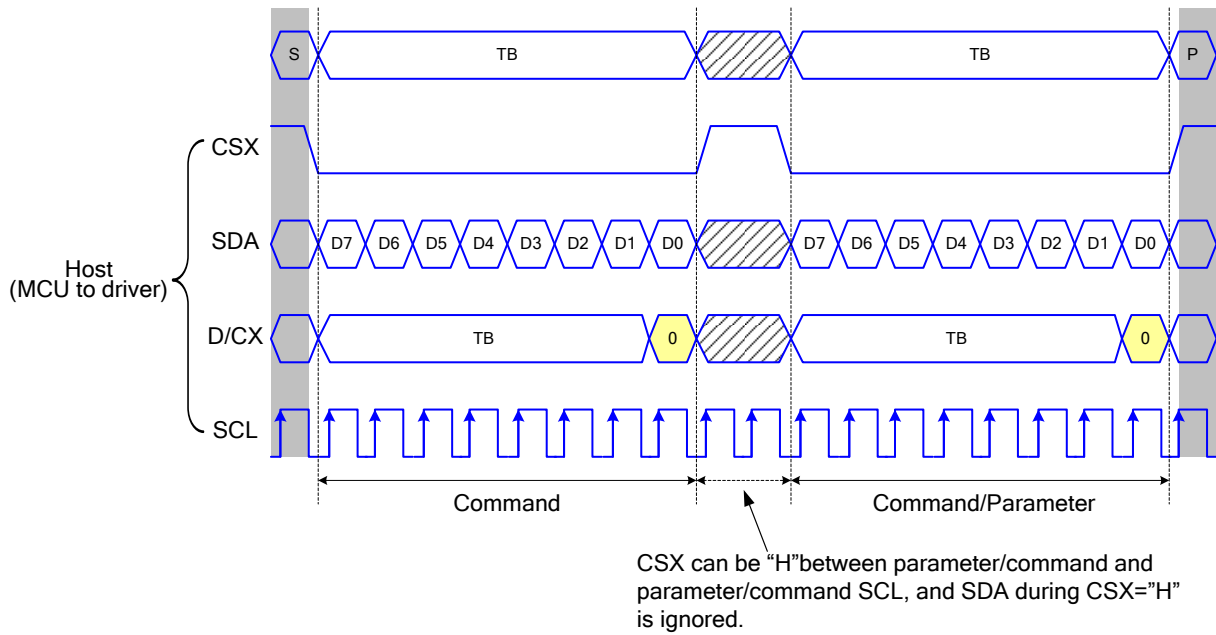 S TB TB P
CSX
SDA D7 D6 D5 D4 D3 D2 D1 D0 D7 D6 D5 D4 D3 D2 D1 D0
Host
(MCU to driver)
D/CX TB 0 TB 0
SCL
Command Command/Parameter
CSX can be “H”between parameter/command and
parameter/command SCL, and SDA during CSX=”H”
is ignored.